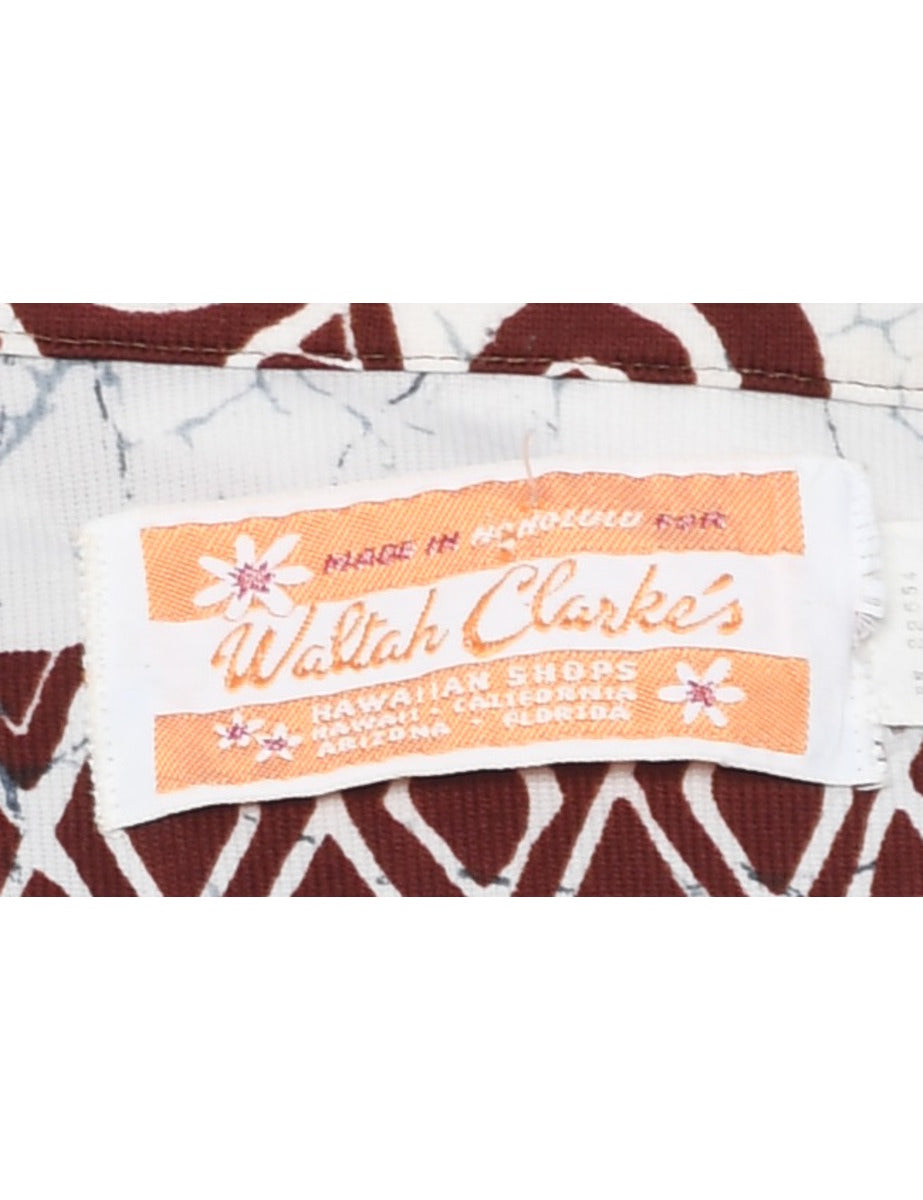 MADE IN HONOLULU FOR
Waltah Clarke's
HAWAIIAN SHOPS
HAWAII - CALIFORNIA
ARIZONA - FLORIDA